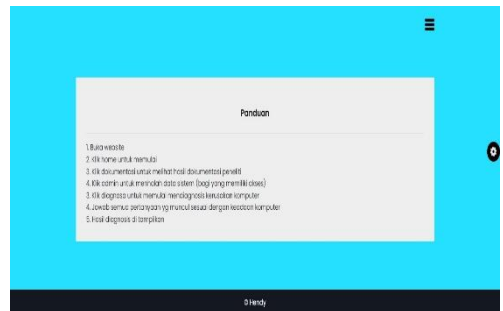 Panduan
1. Buka website
2. Klik home untuk memulai
3. Klik dokumentasi untuk melihat hasil dokumentasi peneliti
4. Klik admin untuk data sistem (bagi yang memiliki akses)
3. Klik diagnosa untuk memulai mendiagnosis kerusakan komputer
4. Jawab semua pertanyaan yg muncul sesuai dengan keadaan komputer
5. Hasil diagnosis di tampilkan
© Hendy